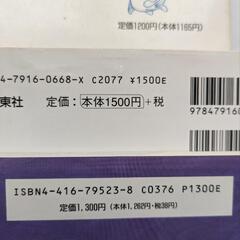 定価1200円(本体1165円)
4-7916-0668-X C2077 ¥1500E
東社 定価:本体1500円+税
978479160
ISBN4-416-79523-8 C0376 P1300E
定価1,300円(本体1,262円・税38円)